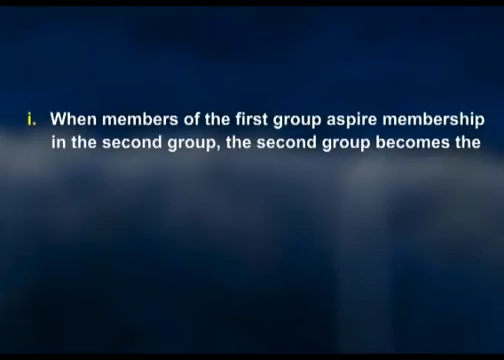 i. When members of the first group aspire membership
in the second group, the second group becomes the